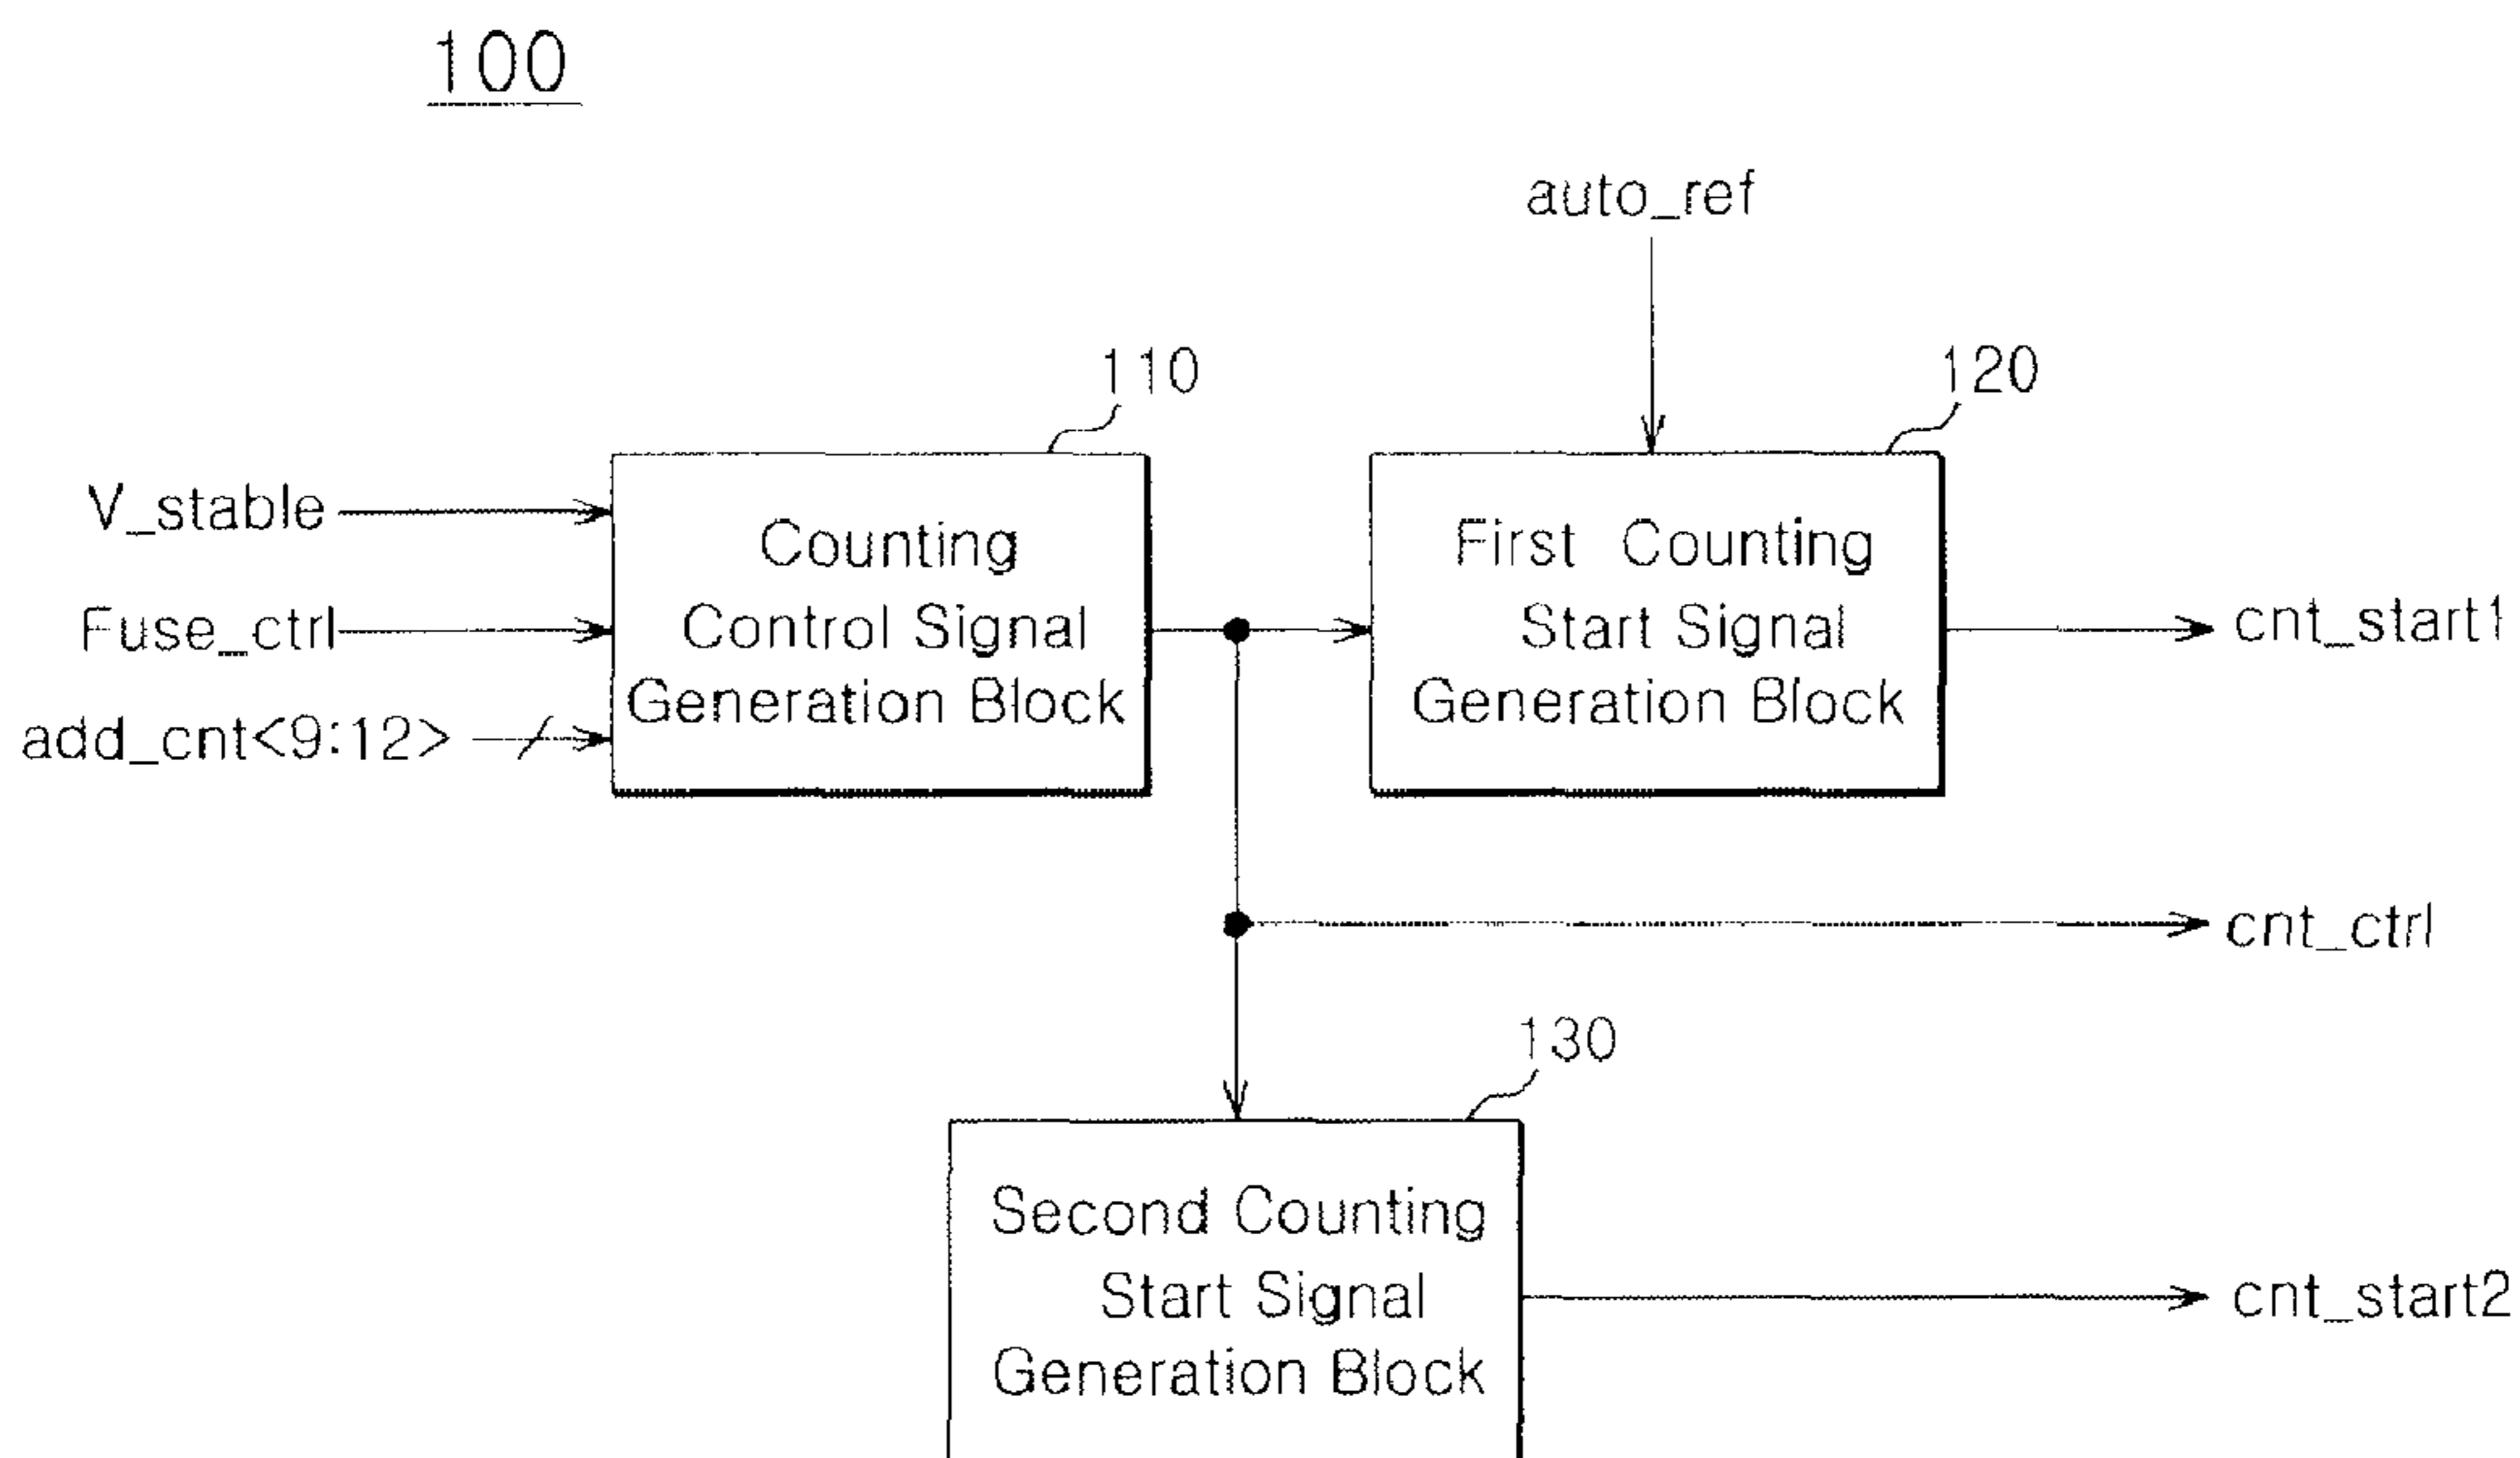 100
auto_ref
110
120
V_stable
Fuse_ctrl
add_cnt<9:12>
Counting
Control Signal
Generation Block
First Counting
Start Signal
Generation Block
cnt_start1
cnt_ctrl
130
Second Counting
Start Signal
Generation Block
cnt_start2